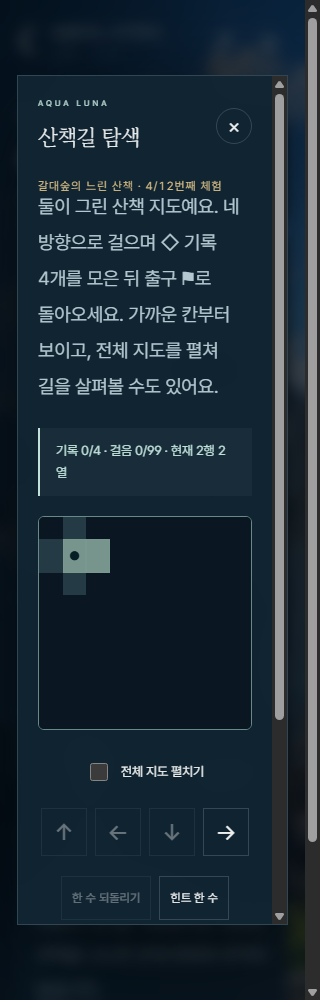 AQUA LUNA
산책길 탐색
갈대숲의 느린 산책 · 4/12번째 체험
둘이 그린 산책 지도예요. 네
방향으로 걸으며 ◇ 기록
4개를 모은 뒤 출구 ⚑로
돌아오세요. 가까운 칸부터
보이고, 전체 지도를 펼쳐
길을 살펴볼 수도 있어요.
기록 0/4 · 걸음 0/99 · 현재 2행 2
열
전체 지도 펼치기
한 수 되돌리기 힌트 한 수